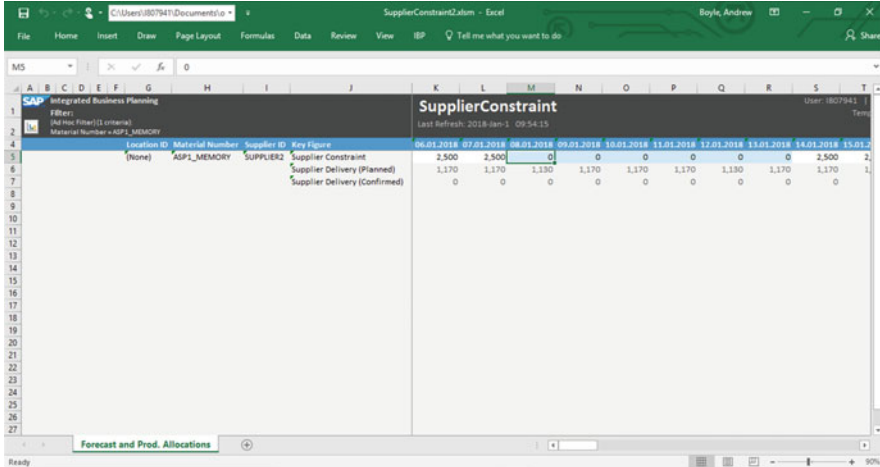 C:\Users\I807941\Documents\o
SupplierConstraint2.xlsm - Excel
Boyle, Andrew
File Home Insert Draw Page Layout Formulas Data Review View IBP Tell me what you want to do Share
M5 fx 0
A B C D E F G H I J K L M N O P Q R S T
1 SAP Integrated Business Planning SupplierConstraint User: I807941 |
Filter:
(Ad Hoc Filter)(1 criteria): Last Refresh: 2018-Jan-1 09:54:15 Temp
2 Material Number = ASP1_MEMORY
4 Location ID Material Number Supplier ID Key Figure 06.01.2018 07.01.2018 08.01.2018 09.01.2018 10.01.2018 11.01.2018 12.01.2018 13.01.2018 14.01.2018 15.01.2
5 (None) ASP1_MEMORY SUPPLIER2 Supplier Constraint 2,500 2,500 0 0 0 0 0 0 2,500 2,
6 Supplier Delivery (Planned) 1,170 1,170 1,130 1,170 1,170 1,170 1,130 1,170 1,170 1,
7 Supplier Delivery (Confirmed) 0 0 0 0 0 0 0 0 0
8
9
10
11
12
13
14
15
16
17
18
19
20
21
22
23
24
25
26
27
Forecast and Prod. Allocations
Ready 90%